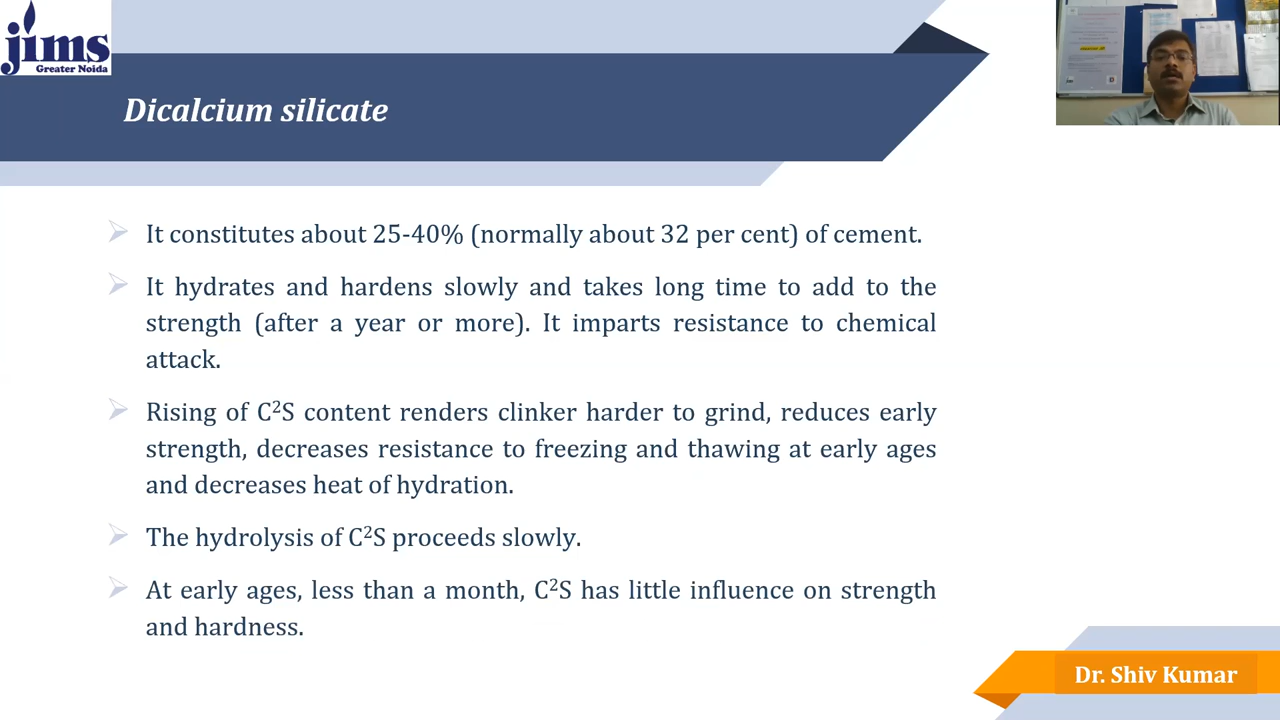 jims
Greater Noida
Dicalcium silicate
It constitutes about 25-40% (normally about 32 per cent) of cement.
It hydrates and hardens slowly and takes long time to add to the
strength (after a year or more). It imparts resistance to chemical
attack.
Rising of C²S content renders clinker harder to grind, reduces early
strength, decreases resistance to freezing and thawing at early ages
and decreases heat of hydration.
The hydrolysis of C²S proceeds slowly.
At early ages, less than a month, C²S has little influence on strength
and hardness.
Dr. Shiv Kumar